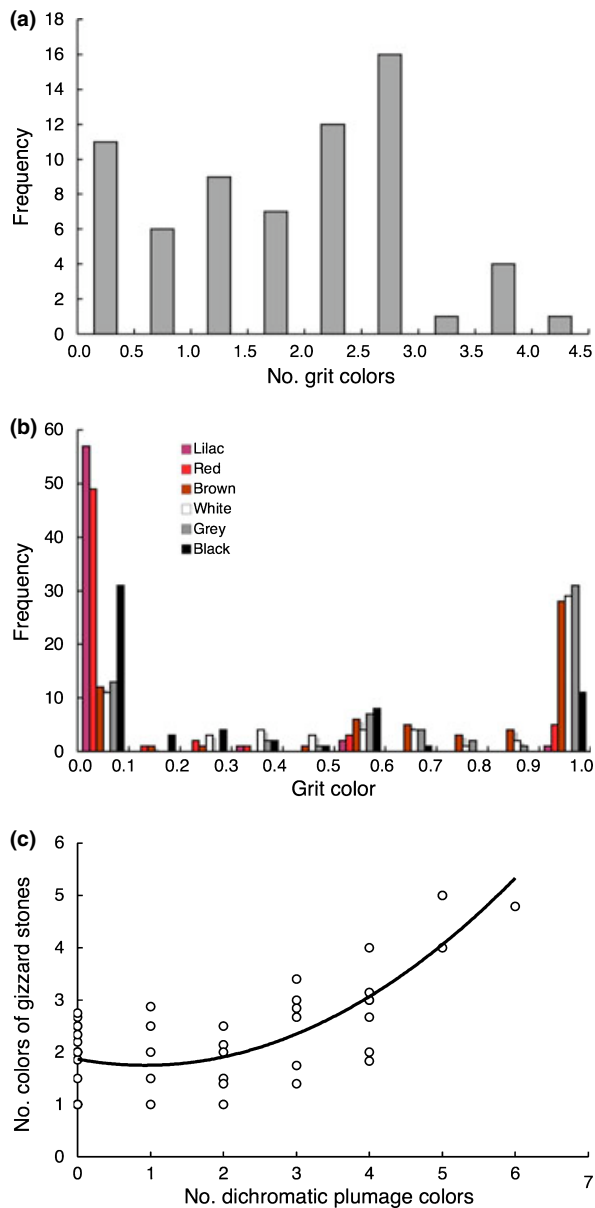 (a)
18
16
14
12
10
8
6
4
2
0
Frequency
0.0 0.5 1.0 1.5 2.0 2.5 3.0 3.5 4.0 4.5
No. grit colors
(b)
60
50
40
30
20
10
0
Frequency
Lilac
Red
Brown
White
Grey
Black
0.0 0.1 0.2 0.3 0.4 0.5 0.6 0.7 0.8 0.9 1.0
Grit color
(c)
6
5
4
3
2
1
0
No. colors of gizzard stones
0 1 2 3 4 5 6 7
No. dichromatic plumage colors